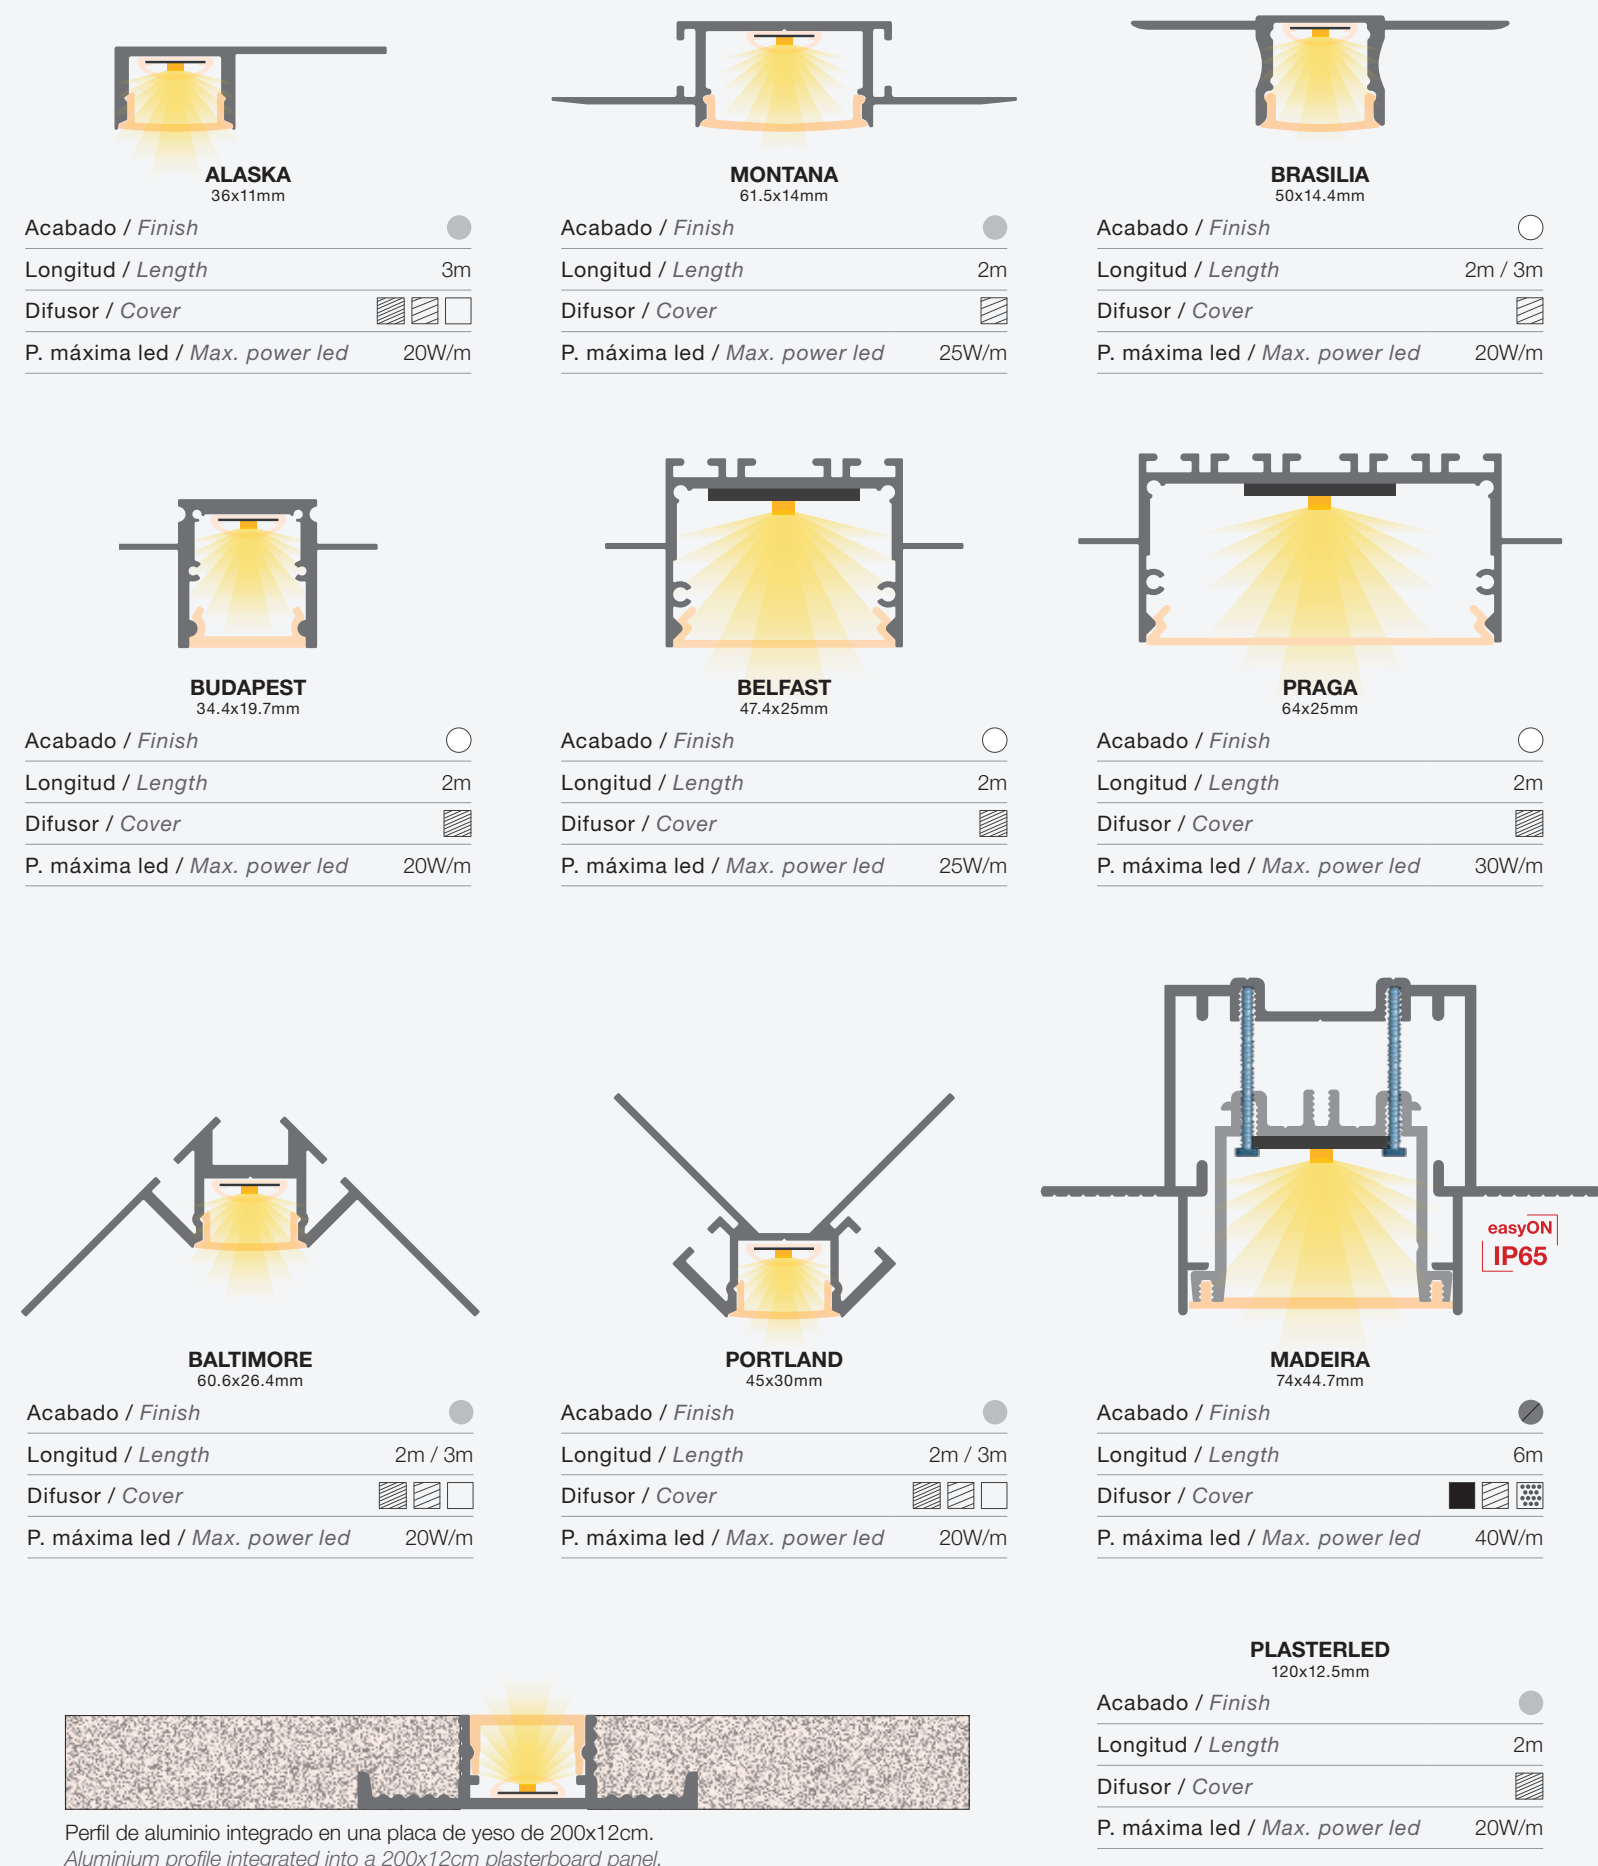 ALASKA
36x11mm
Acabado / Finish
Longitud / Length 3m
Difusor / Cover
P. máxima led / Max. power led 20W/m
MONTANA
61.5x14mm
Acabado / Finish
Longitud / Length 2m
Difusor / Cover
P. máxima led / Max. power led 25W/m
BRASILIA
50x14.4mm
Acabado / Finish
Longitud / Length 2m / 3m
Difusor / Cover
P. máxima led / Max. power led 20W/m
BUDAPEST
34.4x19.7mm
Acabado / Finish
Longitud / Length 2m
Difusor / Cover
P. máxima led / Max. power led 20W/m
BELFAST
47.4x25mm
Acabado / Finish
Longitud / Length 2m
Difusor / Cover
P. máxima led / Max. power led 25W/m
PRAGA
64x25mm
Acabado / Finish
Longitud / Length 2m
Difusor / Cover
P. máxima led / Max. power led 30W/m
BALTIMORE
60.6x26.4mm
Acabado / Finish
Longitud / Length 2m / 3m
Difusor / Cover
P. máxima led / Max. power led 20W/m
PORTLAND
45x30mm
Acabado / Finish
Longitud / Length 2m / 3m
Difusor / Cover
P. máxima led / Max. power led 20W/m
easyON
IP65
MADEIRA
74x44.7mm
Acabado / Finish
Longitud / Length 6m
Difusor / Cover
P. máxima led / Max. power led 40W/m
Perfil de aluminio integrado en una placa de yeso de 200x12cm.
Aluminium profile integrated into a 200x12cm plasterboard panel.
PLASTERLED
120x12.5mm
Acabado / Finish
Longitud / Length 2m
Difusor / Cover
P. máxima led / Max. power led 20W/m